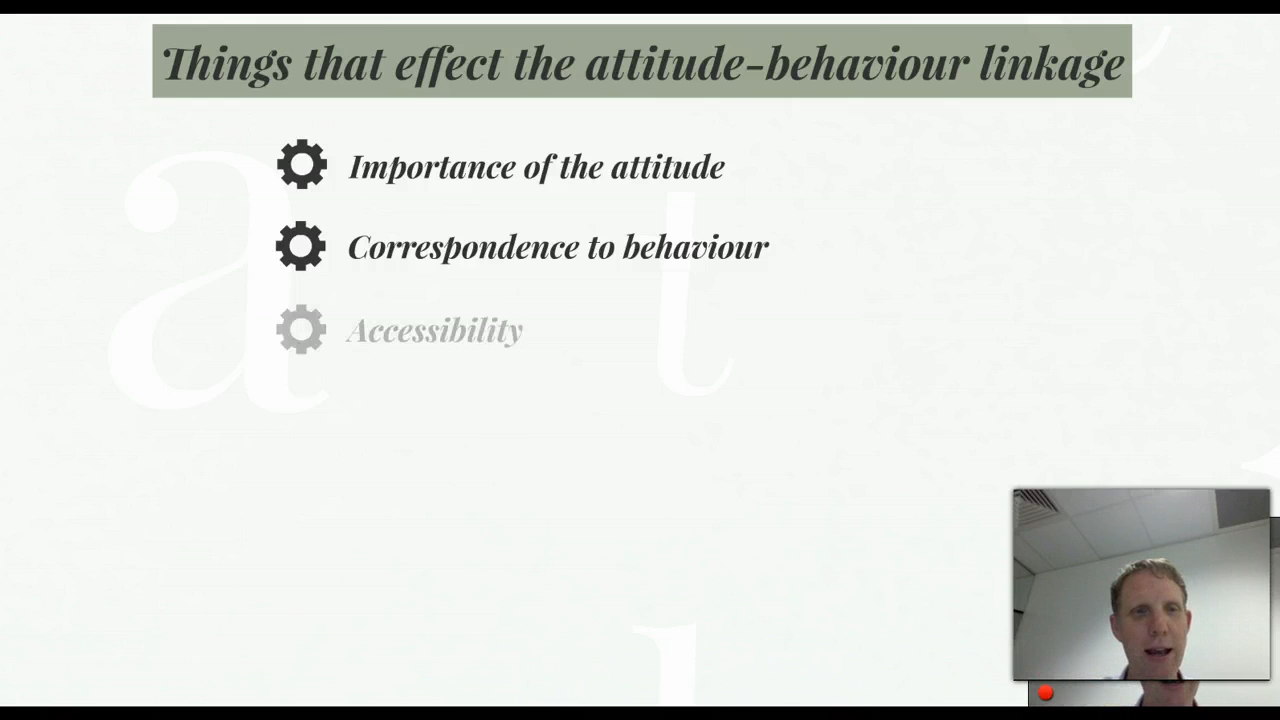 Things that effect the attitude-behaviour linkage
Importance of the attitude
Correspondence to behaviour
Accessibility